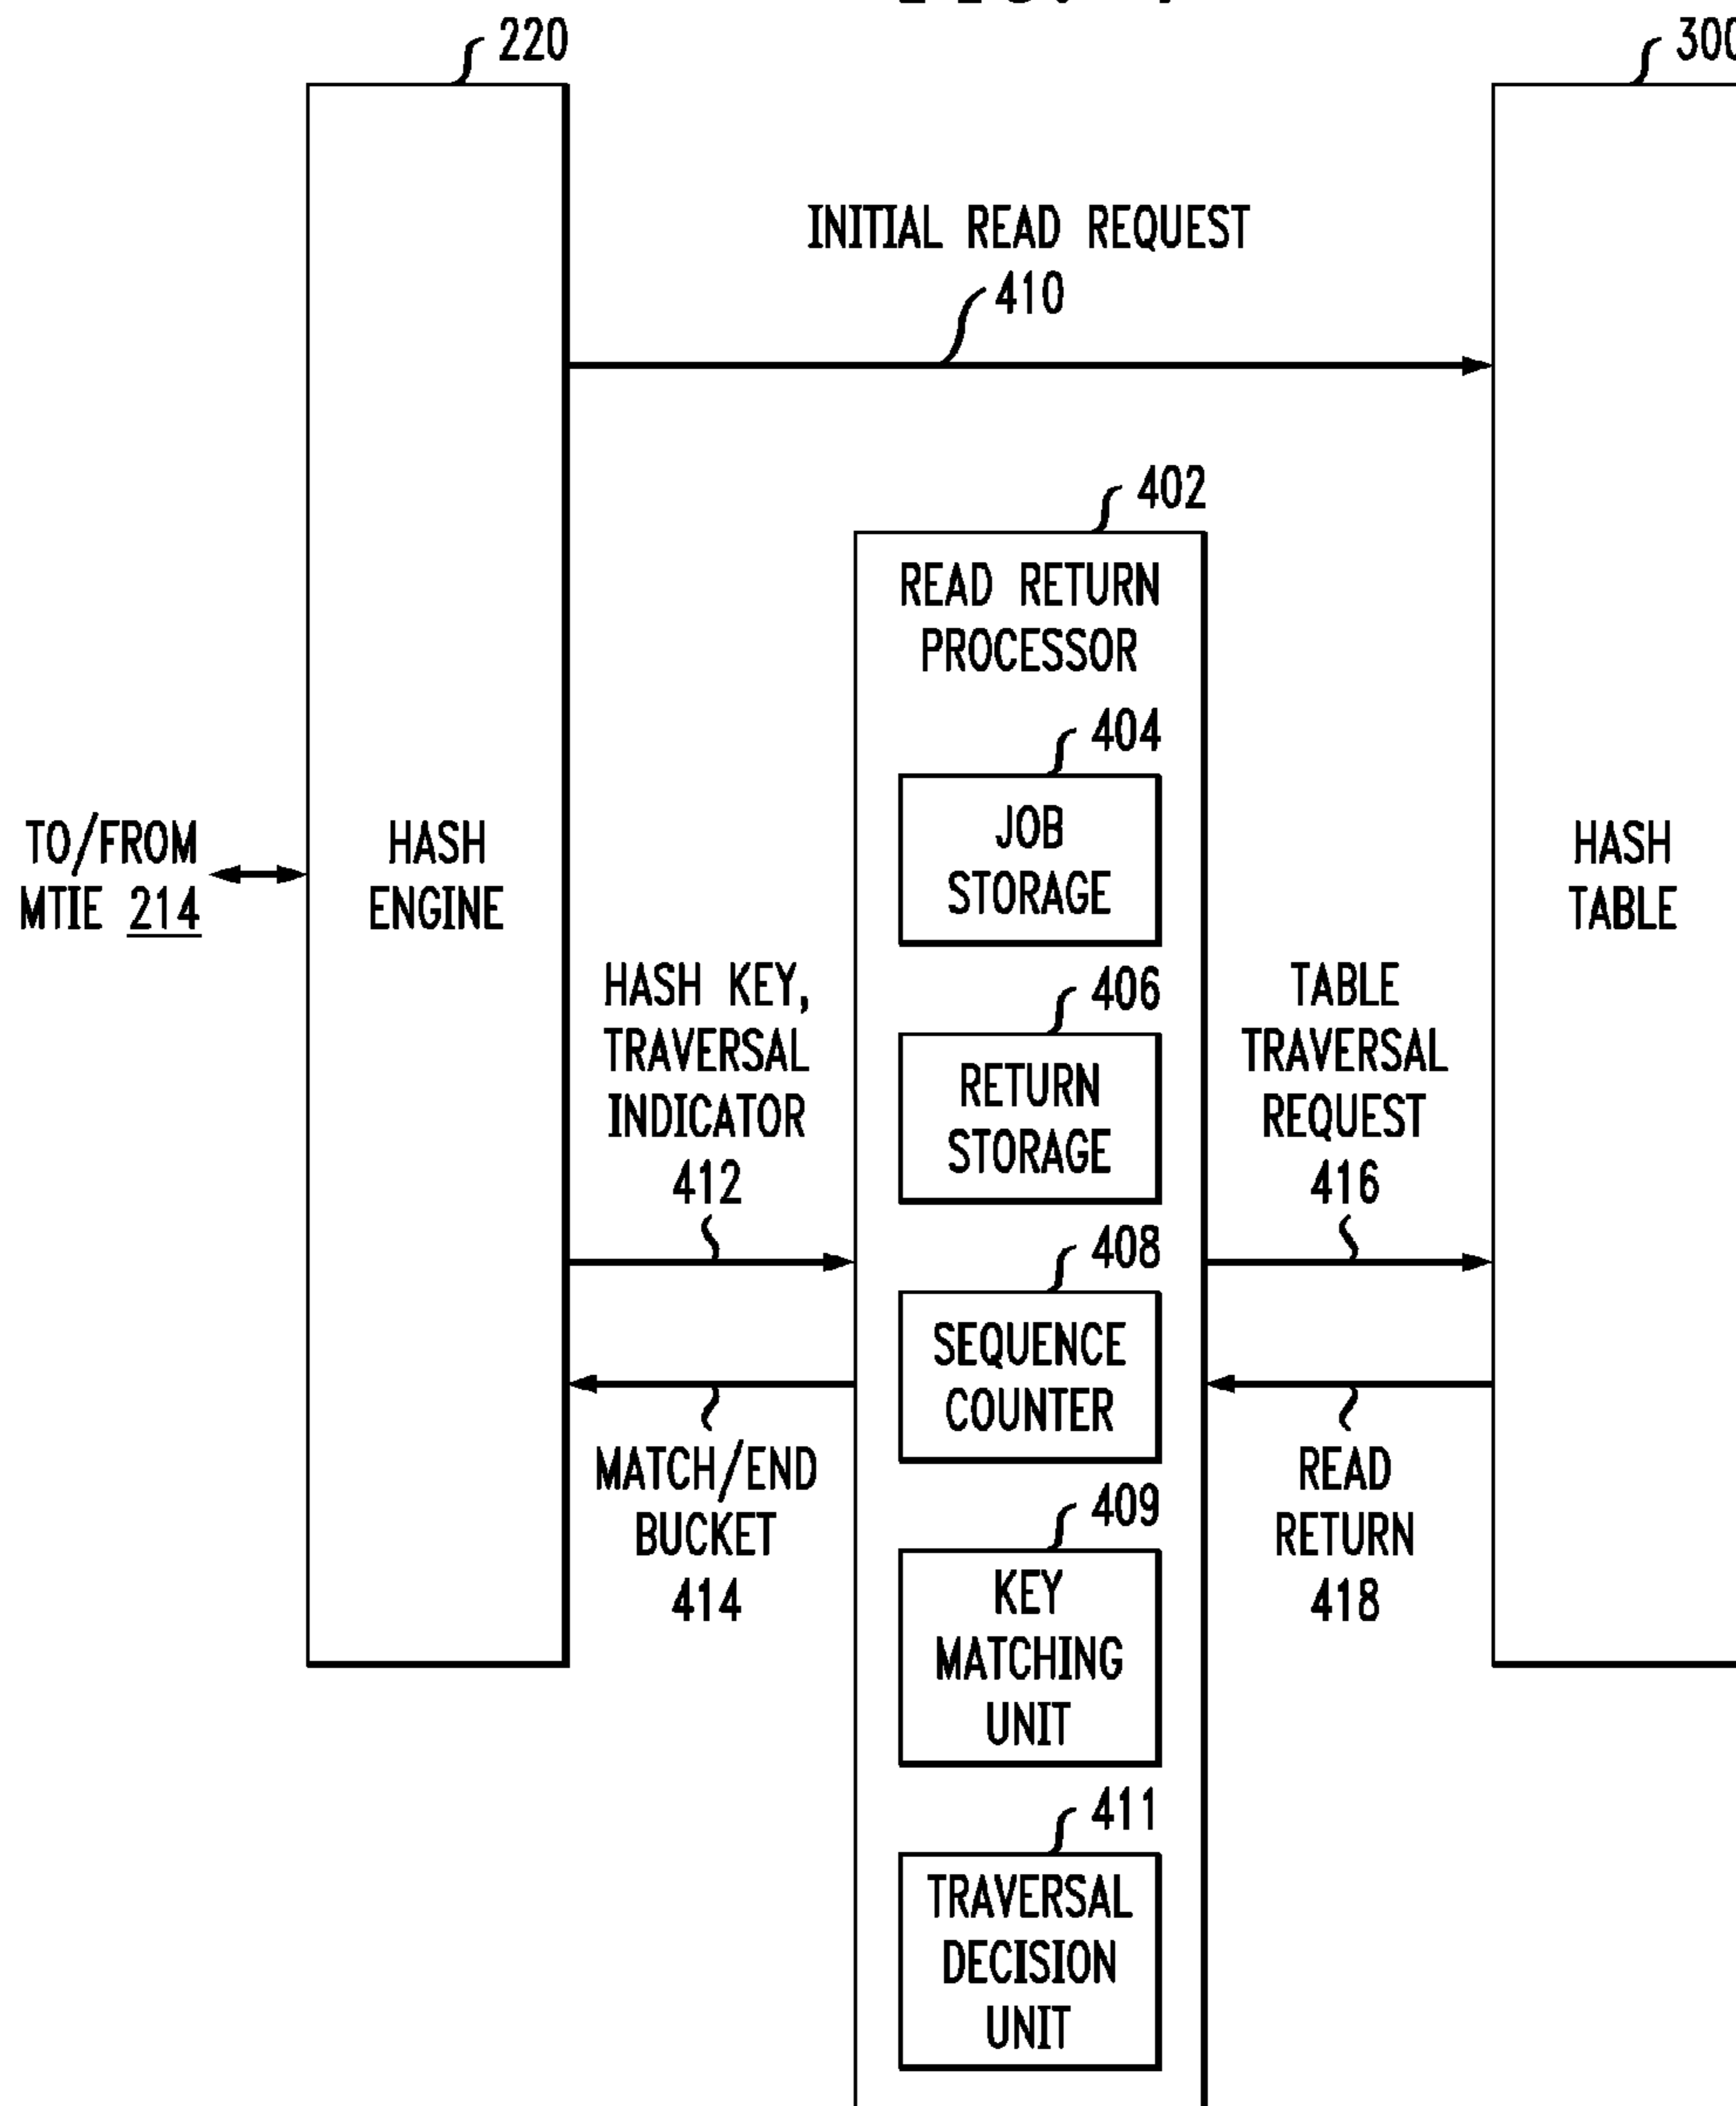 220
300
INITIAL READ REQUEST
410
402
READ RETURN
PROCESSOR
404
JOB
STORAGE
TO/FROM
MTIE 214
HASH
ENGINE
HASH
TABLE
HASH KEY,
TRAVERSAL
INDICATOR
412
406
RETURN
STORAGE
TABLE
TRAVERSAL
REQUEST
416
408
SEQUENCE
COUNTER
MATCH/END
BUCKET
414
READ
RETURN
418
409
KEY
MATCHING
UNIT
411
TRAVERSAL
DECISION
UNIT